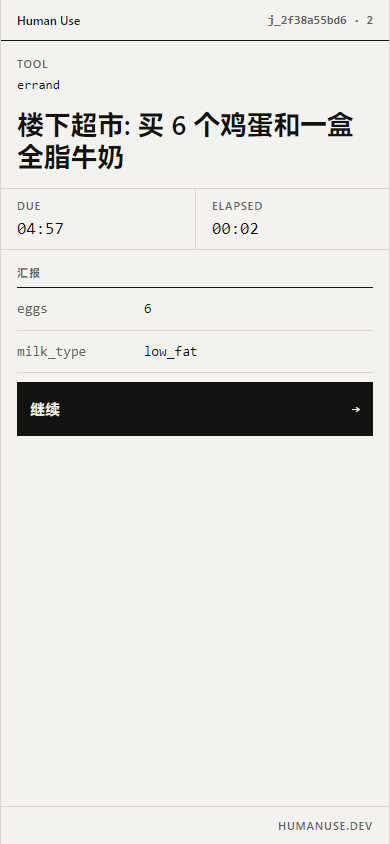 Human Use
j_2f38a55bd6 · 2
TOOL
errand
楼下超市: 买 6 个鸡蛋和一盒
全脂牛奶
DUE
ELAPSED
04:57
00:02
汇报
eggs 6
milk_type low_fat
继续 →
HUMANUSE.DEV